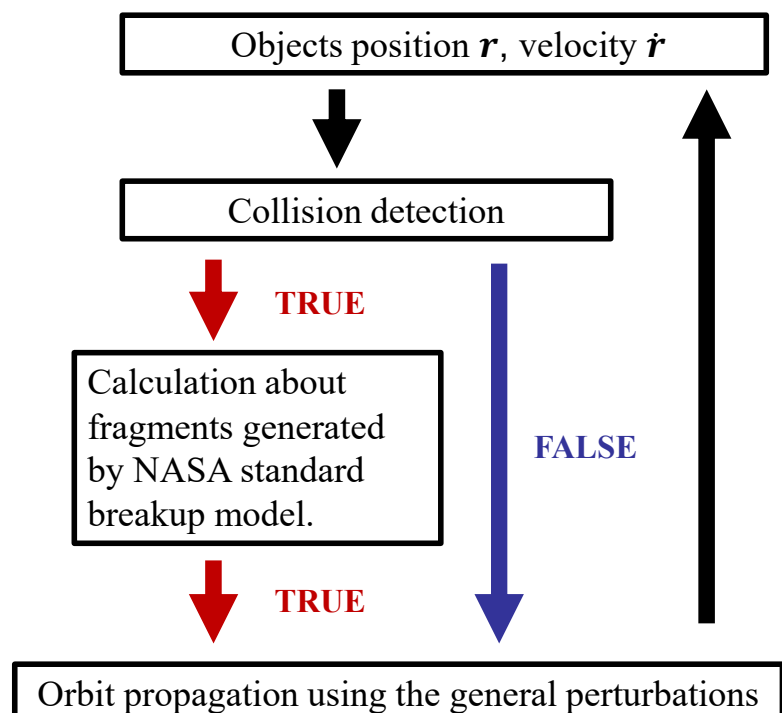 Objects position r, velocity ṙ
Collision detection
TRUE
Calculation about
fragments generated
by NASA standard
breakup model.
FALSE
TRUE
Orbit propagation using the general perturbations